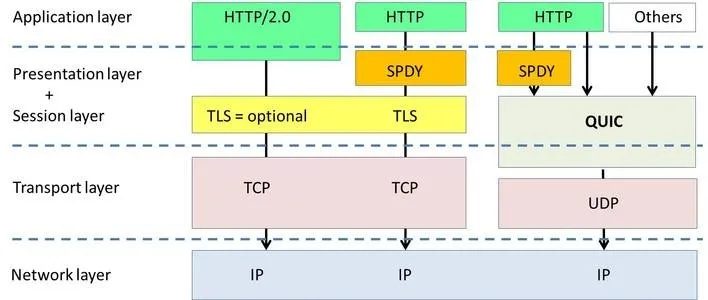 Application layer
HTTP/2.0
HTTP
HTTP
Others
Presentation layer
+
Session layer
SPDY
SPDY
TLS = optional
TLS
QUIC
Transport layer
TCP
TCP
UDP
Network layer
IP
IP
IP